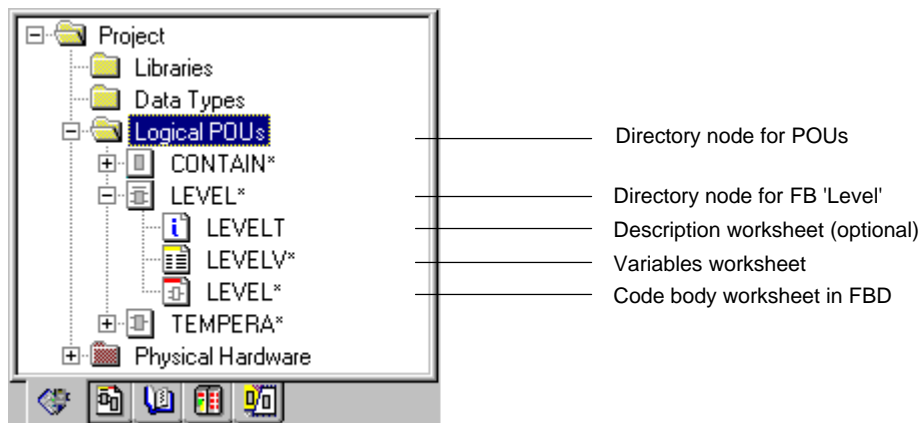 Project
Libraries
Data Types
Logical POUs
Directory node for POUs
CONTAIN*
LEVEL*
Directory node for FB 'Level'
LEVELT
Description worksheet (optional)
LEVELV*
Variables worksheet
LEVEL*
Code body worksheet in FBD
TEMPERA*
Physical Hardware